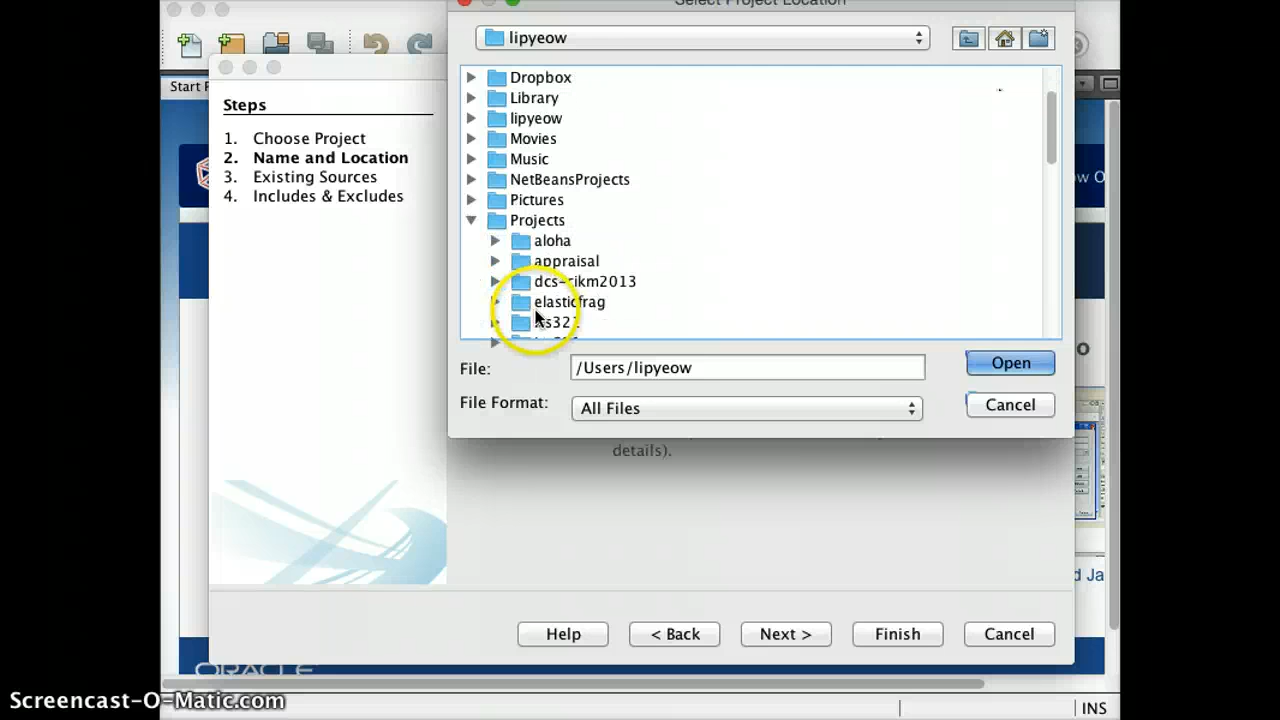 Select Project Location
lipyeow
Start
Steps
1. Choose Project
2. Name and Location
3. Existing Sources
4. Includes & Excludes
Dropbox
Library
lipyeow
Movies
Music
NetBeansProjects
Pictures
Projects
aloha
appraisal
dcs-rikm2013
elasticfrag
File: /Users/lipyeow
Open
File Format: All Files
Cancel
details).
Help
< Back
Next >
Finish
Cancel
ORACLE
INS
Screencast-O-Matic.com